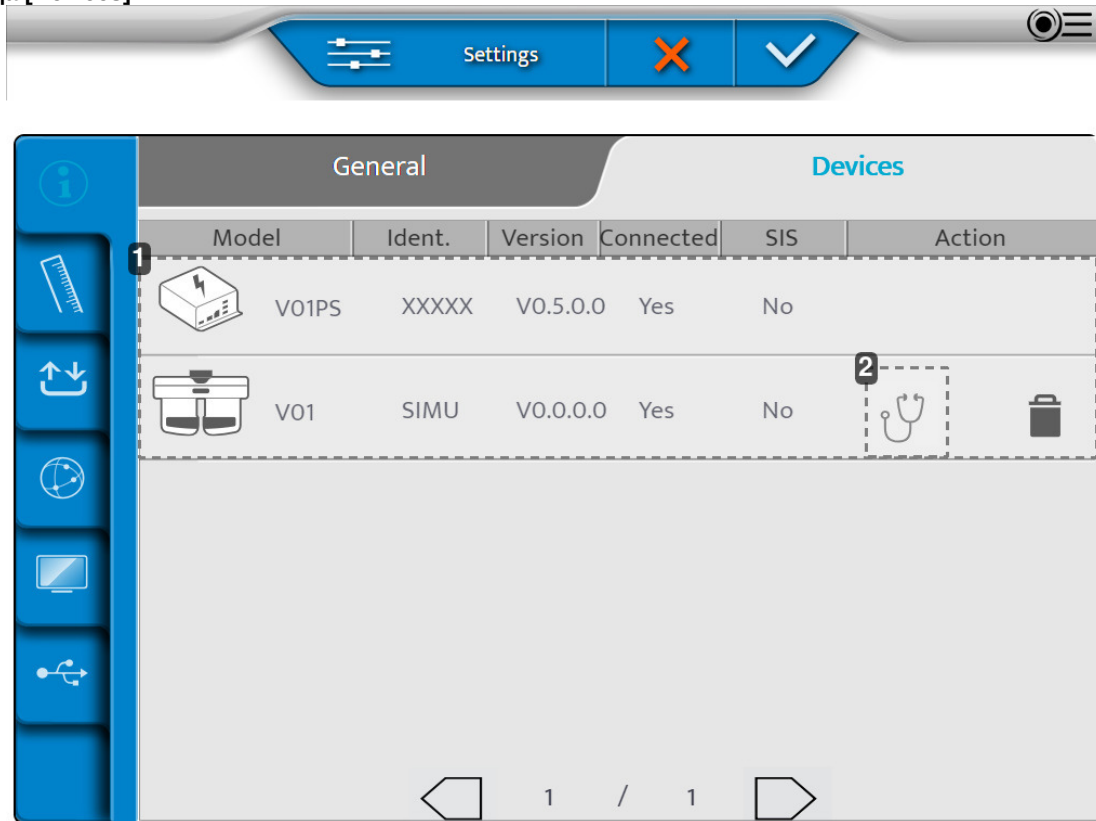 Settings
General Devices
Model Ident. Version Connected SIS Action
1
V01PS XXXXX V0.5.0.0 Yes No
2
V01 SIMU V0.0.0.0 Yes No
1 / 1